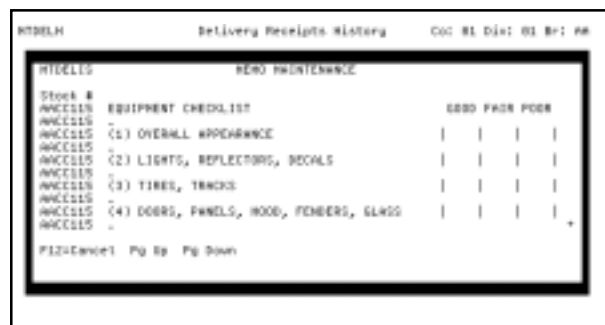 MTDELH Delivery Receipts History Co: 01 Div: 01 Br: AA
MTDELIS MEMO MAINTENANCE
Stock #
AACC115 EQUIPMENT CHECKLIST GOOD FAIR POOR
AACC115 .
AACC115 (1) OVERALL APPEARANCE | | | |
AACC115 .
AACC115 (2) LIGHTS, REFLECTORS, DECALS | | | |
AACC115 .
AACC115 (3) TIRES, TRACKS | | | |
AACC115 .
AACC115 (4) DOORS, PANELS, HOOD, FENDERS, GLASS | | | |
AACC115 . +
F12=Cancel Pg Up Pg Down